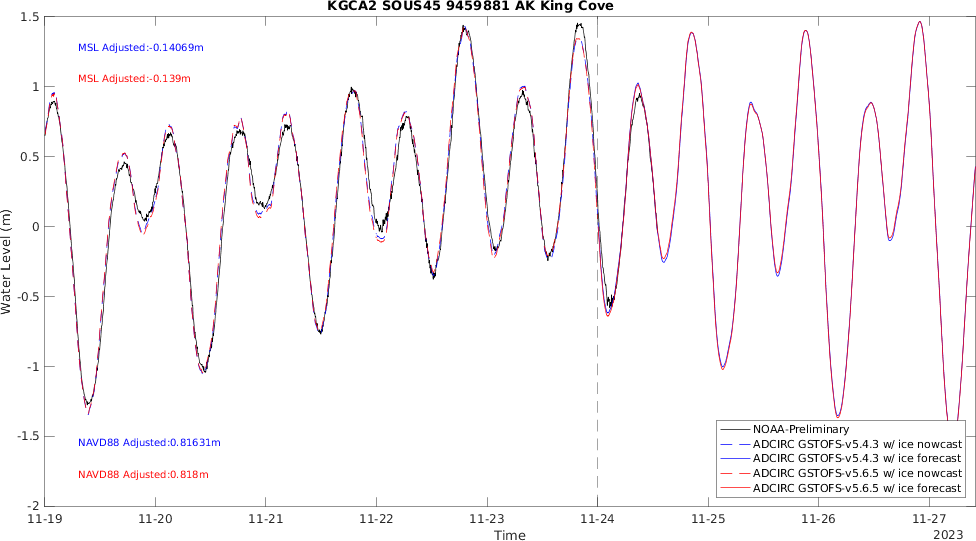 KGCA2 SOUS45 9459881 AK King Cove
1.5
1
0.5
0
-0.5
-1
-1.5
-2
Water Level (m)
MSL Adjusted:-0.14069m
MSL Adjusted:-0.139m
NAVD88 Adjusted:0.81631m
NAVD88 Adjusted:0.818m
NOAA-Preliminary
ADCIRC GSTOFS-v5.4.3 w/ ice nowcast
ADCIRC GSTOFS-v5.4.3 w/ ice forecast
ADCIRC GSTOFS-v5.6.5 w/ ice nowcast
ADCIRC GSTOFS-v5.6.5 w/ ice forecast
11-19 11-20 11-21 11-22 11-23 11-24 11-25 11-26 11-27
Time
2023